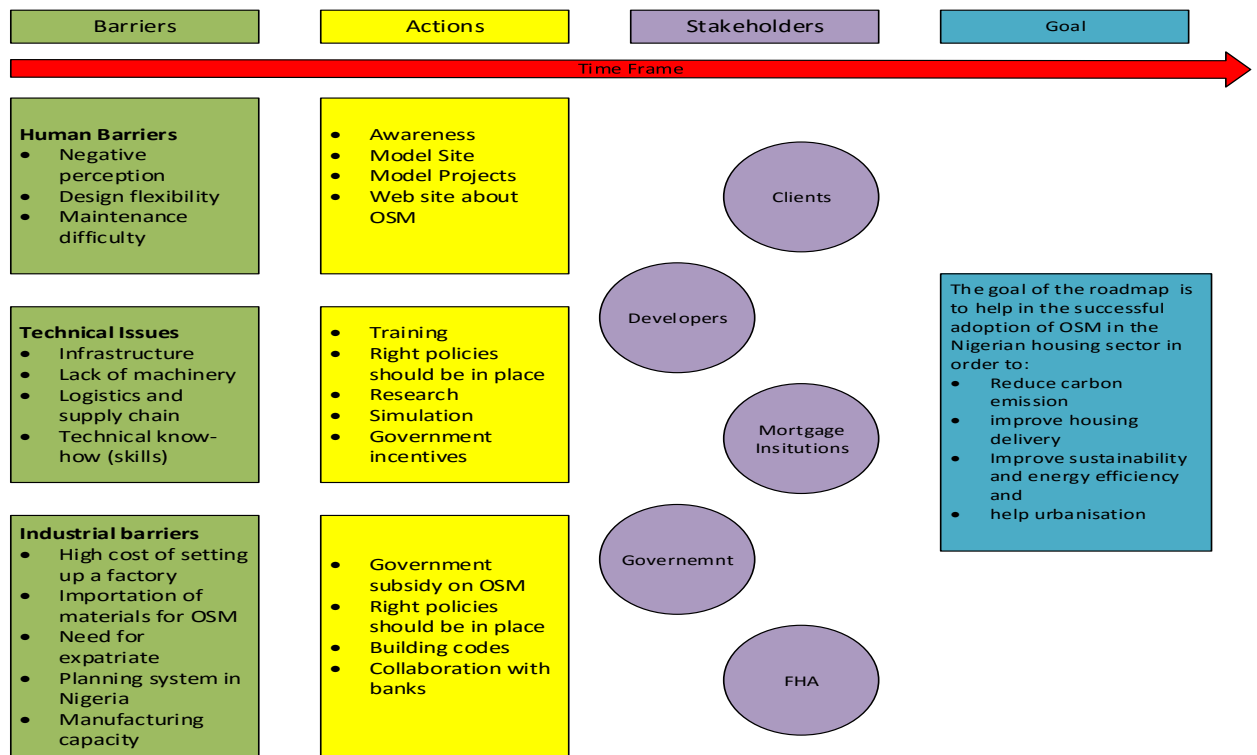 Barriers
Actions
Stakeholders
Goal
Time Frame
Human Barriers
• Negative
perception
• Design flexibility
• Maintenance
difficulty
• Awareness
• Model Site
• Model Projects
• Web site about
OSM
Clients
Developers
Technical Issues
• Infrastructure
• Lack of machinery
• Logistics and
supply chain
• Technical know-
how (skills)
• Training
• Right policies
should be in place
• Research
• Simulation
• Government
incentives
Mortgage
Insitutions
Industrial barriers
• High cost of setting
up a factory
• Importation of
materials for OSM
• Need for
expatriate
• Planning system in
Nigeria
• Manufacturing
capacity
• Government
subsidy on OSM
• Right policies
should be in place
• Building codes
• Collaboration with
banks
Governemnt
FHA
The goal of the roadmap is
to help in the successful
adoption of OSM in the
Nigerian housing sector in
order to:
• Reduce carbon
emission
• improve housing
delivery
• Improve sustainability
and energy efficiency
and
• help urbanisation